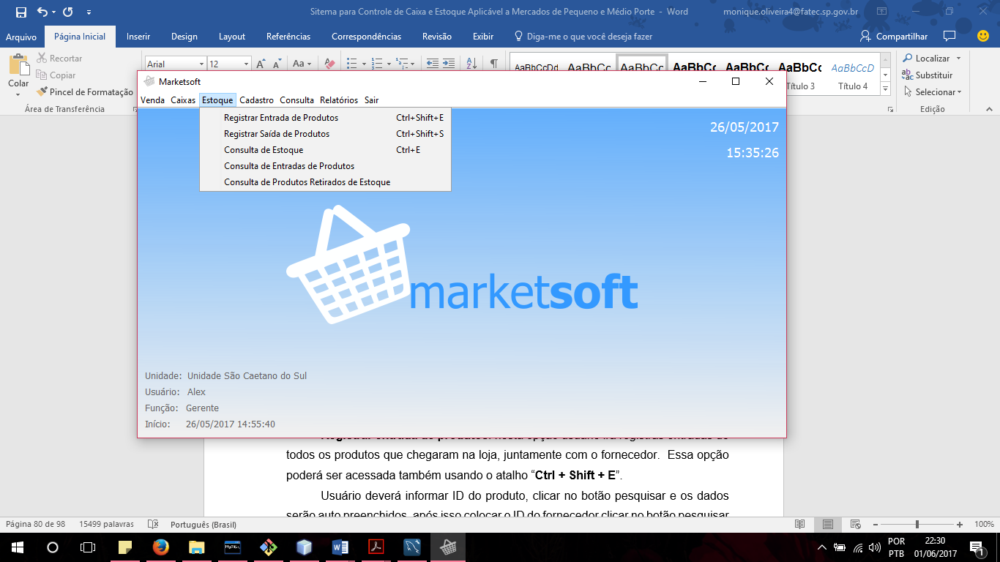 Sitema para Controle de Caixa e Estoque Aplicável a Mercados de Pequeno e Médio Porte - Word
monique.oliveira4@fatec.sp.gov.br
Arquivo Página Inicial Inserir Design Layout Referências Correspondências Revisão Exibir Diga-me o que você deseja fazer Compartilhar
Colar
Recortar
Copiar
Pincel de Formatação
Área de Transferência
Arial 12
AaBbCcDd AaBbCc AaBbCc AaBbCc AaBbCc AaBbCc AaBbCcD
Título 3 Título 4
Localizar
Substituir
Selecionar
Edição
Marketsoft
Venda Caixas Estoque Cadastro Consulta Relatórios Sair
Registrar Entrada de Produtos Ctrl+Shift+E
Registrar Saída de Produtos Ctrl+Shift+S
Consulta de Estoque Ctrl+E
Consulta de Entradas de Produtos
Consulta de Produtos Retirados de Estoque
26/05/2017
15:35:26
marketsoft
Unidade: Unidade São Caetano do Sul
Usuário: Alex
Função: Gerente
Início: 26/05/2017 14:55:40
todos os produtos que chegaram na loja, juntamente com o fornecedor. Essa opção
poderá ser acessada também usando o atalho “Ctrl + Shift + E”.
Usuário deverá informar ID do produto, clicar no botão pesquisar e os dados
serão auto preenchidos, após isso colocar o ID do fornecedor clicar no botão pesquisar
Página 80 de 98 15499 palavras Português (Brasil) 100%
MySQL
POR
PTB
22:30
01/06/2017
1